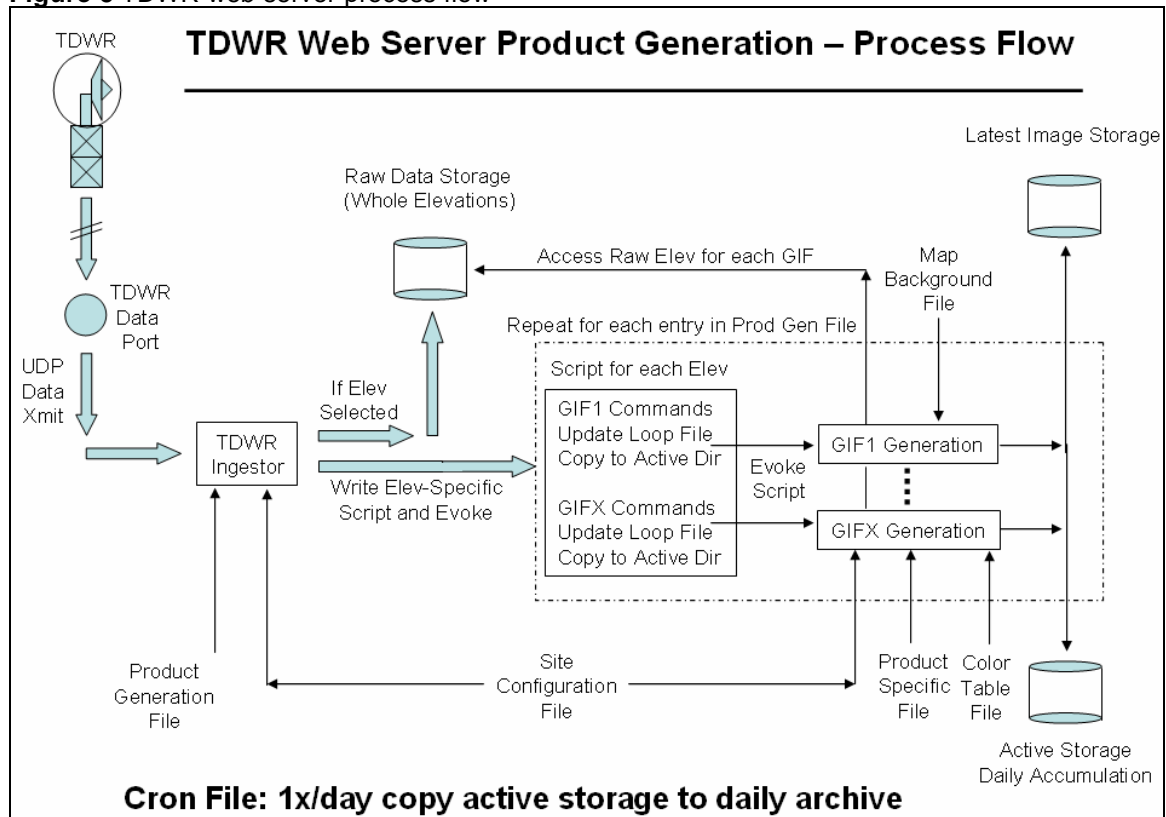 Figure 3 TDWR web server process flow
TDWR
TDWR Web Server Product Generation – Process Flow
Latest Image Storage
Raw Data Storage
(Whole Elevations)
Access Raw Elev for each GIF
Map
Background
File
TDWR
Data
Port
Repeat for each entry in Prod Gen File
UDP
Data
Xmit
Script for each Elev
If Elev
Selected
GIF1 Commands
Update Loop File
Copy to Active Dir
GIF1 Generation
TDWR
Ingestor
Evoke
Script
Write Elev-Specific
Script and Evoke
GIFX Commands
Update Loop File
Copy to Active Dir
GIFX Generation
Product
Generation
File
Site
Configuration
File
Product
Specific
File
Color
Table
File
Active Storage
Daily Accumulation
Cron File: 1x/day copy active storage to daily archive